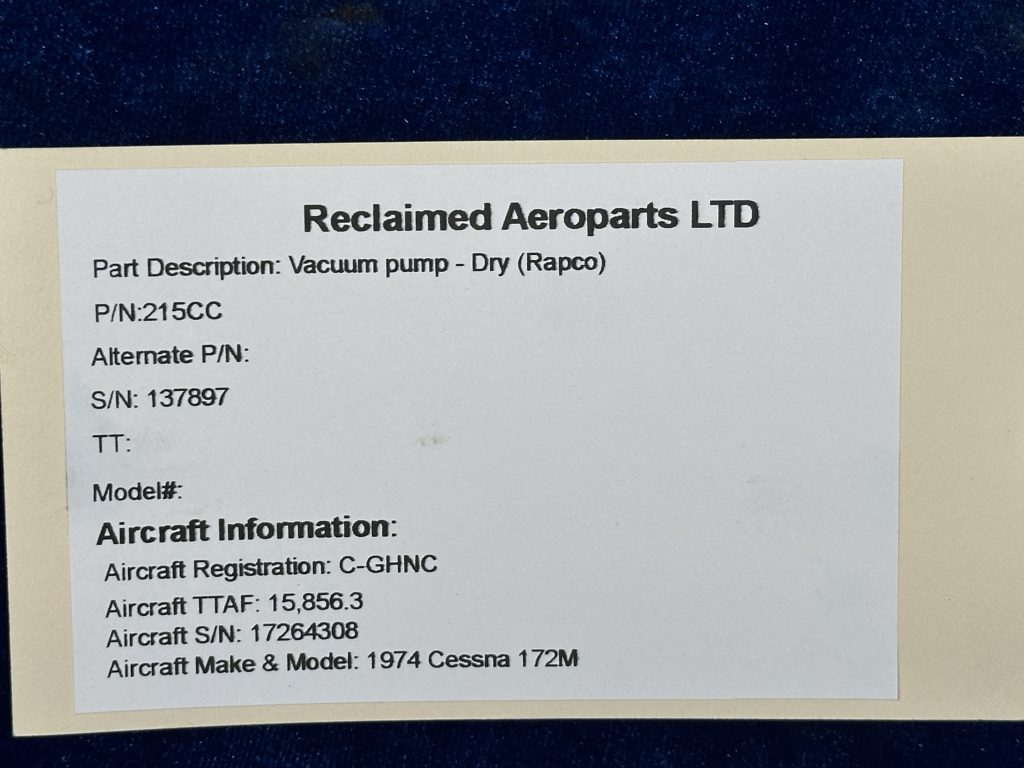 Reclaimed Aeroparts LTD
Part Description: Vacuum pump - Dry (Rapco)
P/N:215CC
Alternate P/N:
S/N: 137897
TT:
Model#:
Aircraft Information:
Aircraft Registration: C-GHNC
Aircraft TTAF: 15,856.3
Aircraft S/N: 17264308
Aircraft Make & Model: 1974 Cessna 172M